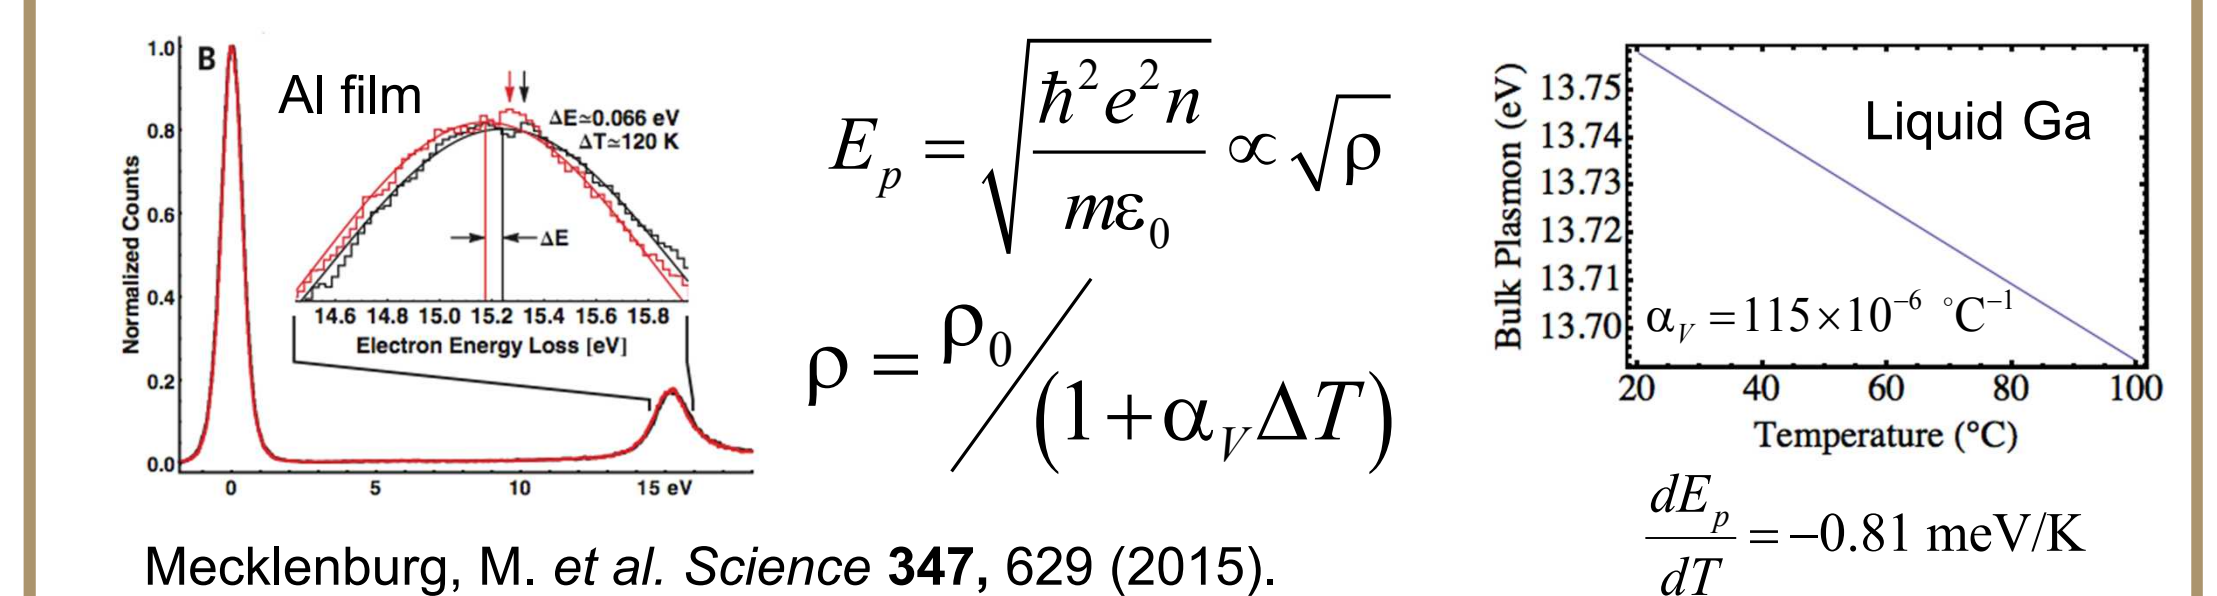 B
Al film
ΔE≃0.066 eV
ΔT≃120 K
ΔE
14.6 14.8 15.0 15.2 15.4 15.6 15.8
Electron Energy Loss [eV]
Normalized Counts
1.0
0.8
0.6
0.4
0.2
0.0
0 5 10 15 eV
E_p = √(ħ²e²n / mε₀) ∝ √ρ
ρ = ρ₀/(1+α_VΔT)
Bulk Plasmon (eV)
13.75
13.74
13.73
13.72
13.71
13.70
Liquid Ga
α_V = 115×10⁻⁶ °C⁻¹
20 40 60 80 100
Temperature (°C)
dE_p/dT = −0.81 meV/K
Mecklenburg, M. et al. Science 347, 629 (2015).